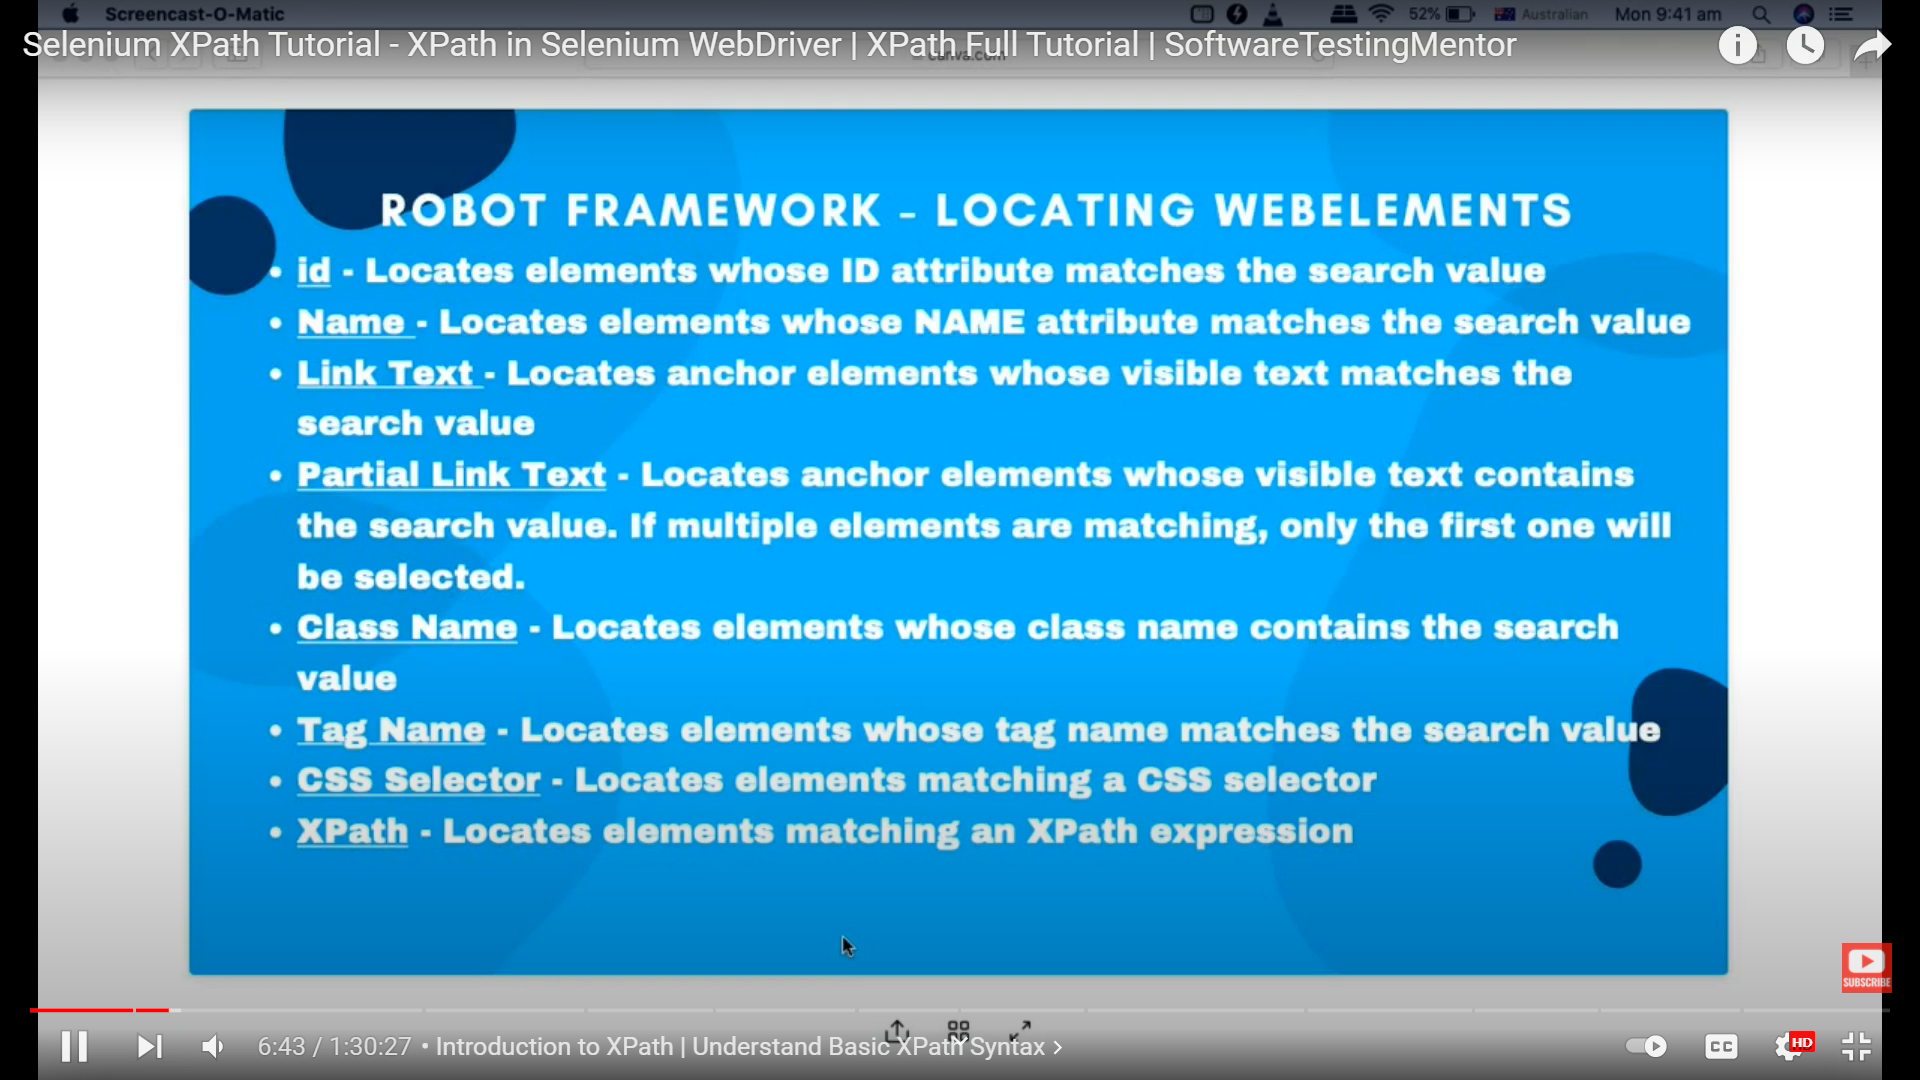 Screencast-O-Matic 52% Australian Mon 9:41 am
Selenium XPath Tutorial - XPath in Selenium WebDriver | XPath Full Tutorial | SoftwareTestingMentor
canva.com
ROBOT FRAMEWORK - LOCATING WEBELEMENTS
• id - Locates elements whose ID attribute matches the search value
• Name - Locates elements whose NAME attribute matches the search value
• Link Text - Locates anchor elements whose visible text matches the
search value
• Partial Link Text - Locates anchor elements whose visible text contains
the search value. If multiple elements are matching, only the first one will
be selected.
• Class Name - Locates elements whose class name contains the search
value
• Tag Name - Locates elements whose tag name matches the search value
• CSS Selector - Locates elements matching a CSS selector
• XPath - Locates elements matching an XPath expression
SUBSCRIBE
6:43 / 1:30:27 • Introduction to XPath | Understand Basic XPath Syntax > CC HD